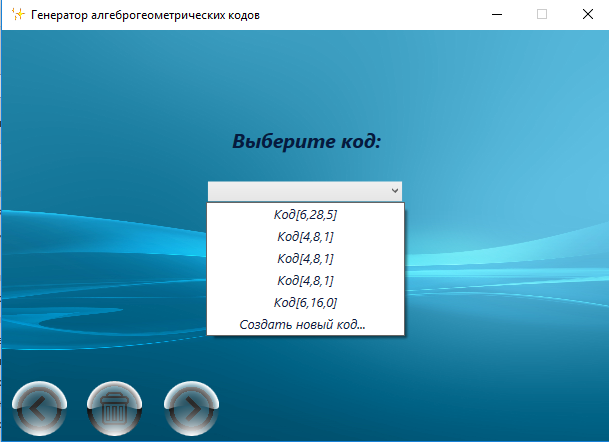 Генератор алгеброгеометрических кодов
Выберите код:
Код[6,28,5]
Код[4,8,1]
Код[4,8,1]
Код[4,8,1]
Код[6,16,0]
Создать новый код...